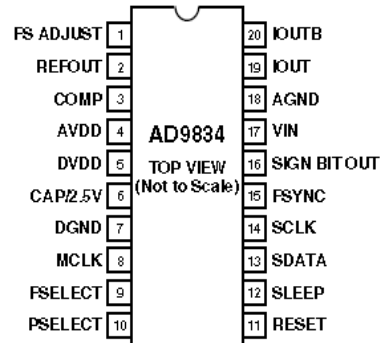 FS ADJUST 1
REFOUT 2
COMP 3
AVDD 4
DVDD 5
CAP/2.5V 6
DGND 7
MCLK 8
FSELECT 9
PSELECT 10
AD9834
TOP VIEW
(Not to Scale)
20 IOUTB
19 IOUT
18 AGND
17 VIN
16 SIGN BIT OUT
15 FSYNC
14 SCLK
13 SDATA
12 SLEEP
11 RESET